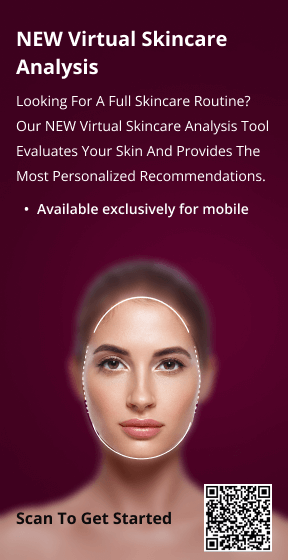 NEW Virtual Skincare
Analysis
Looking For A Full Skincare Routine?
Our NEW Virtual Skincare Analysis Tool
Evaluates Your Skin And Provides The
Most Personalized Recommendations.
• Available exclusively for mobile
Scan To Get Started